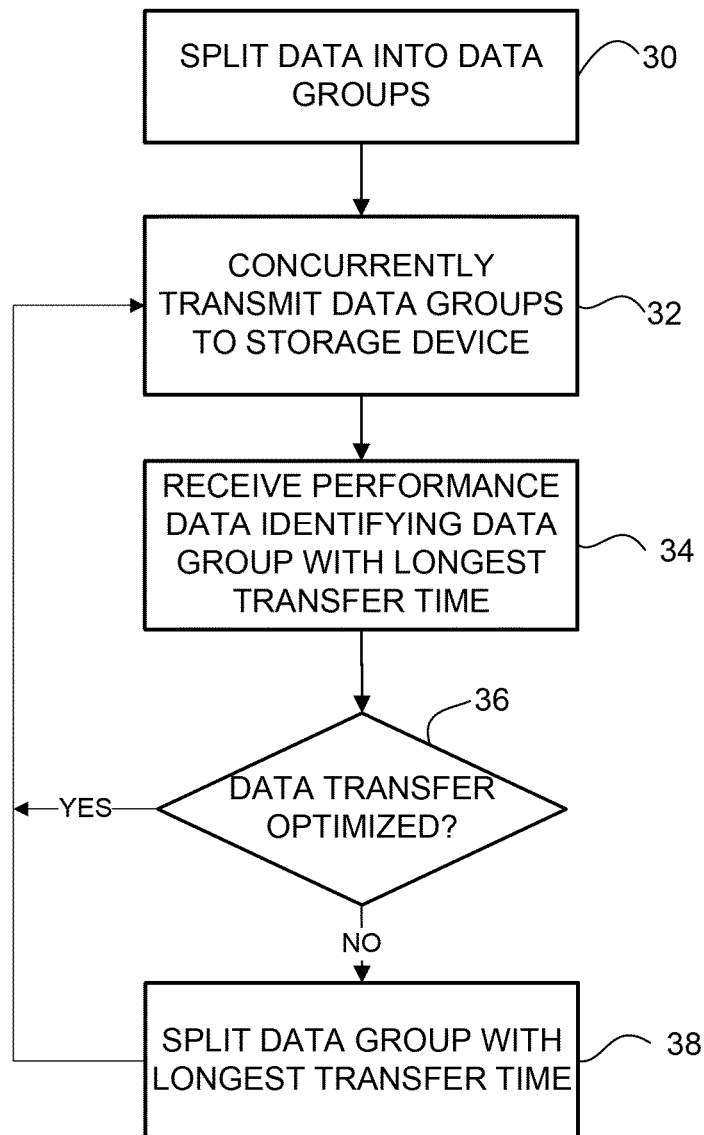 SPLIT DATA INTO DATA
GROUPS
30
CONCURRENTLY
TRANSMIT DATA GROUPS
TO STORAGE DEVICE
32
RECEIVE PERFORMANCE
DATA IDENTIFYING DATA
GROUP WITH LONGEST
TRANSFER TIME
34
36
DATA TRANSFER
OPTIMIZED?
YES
NO
SPLIT DATA GROUP WITH
LONGEST TRANSFER TIME
38